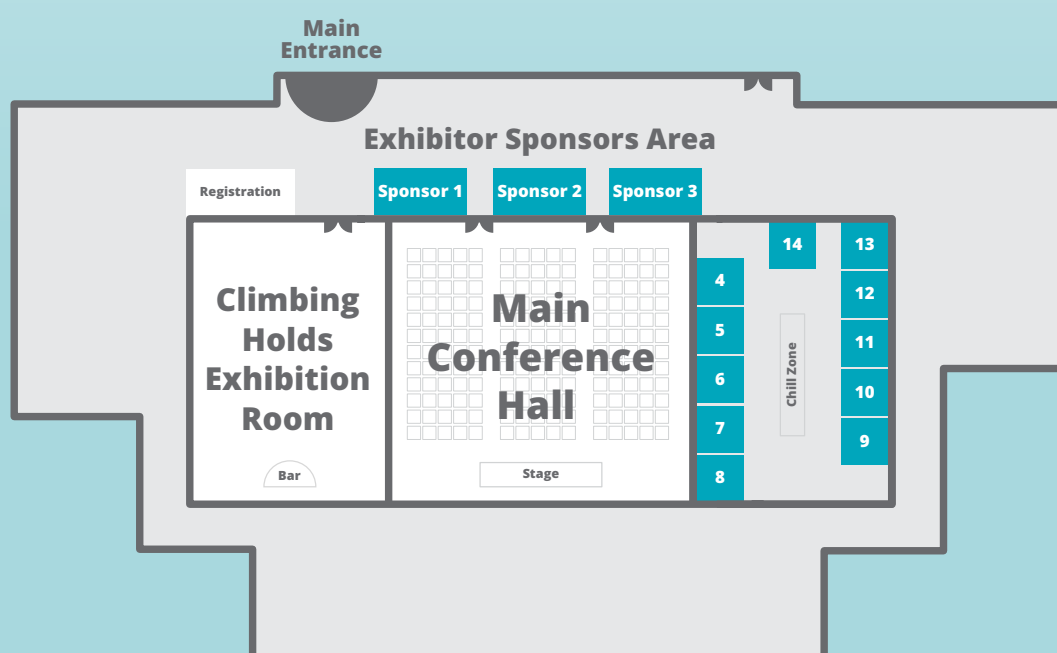 Main
Entrance
Exhibitor Sponsors Area
Registration
Sponsor 1
Sponsor 2
Sponsor 3
Climbing
Holds
Exhibition
Room
Bar
Main
Conference
Hall
Stage
4
5
6
7
8
14
Chill Zone
13
12
11
10
9